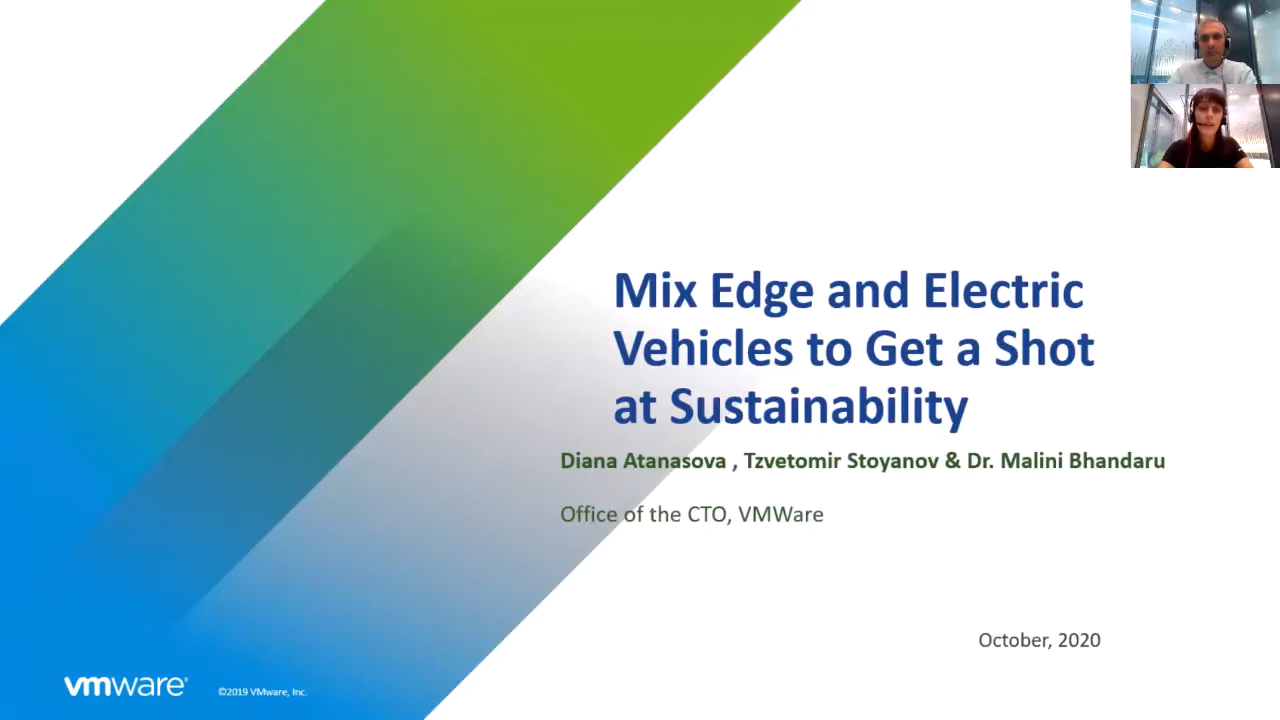 Mix Edge and Electric
Vehicles to Get a Shot
at Sustainability
Diana Atanasova , Tzvetomir Stoyanov & Dr. Malini Bhandaru
Office of the CTO, VMWare
October, 2020
vmware®
©2019 VMware, Inc.